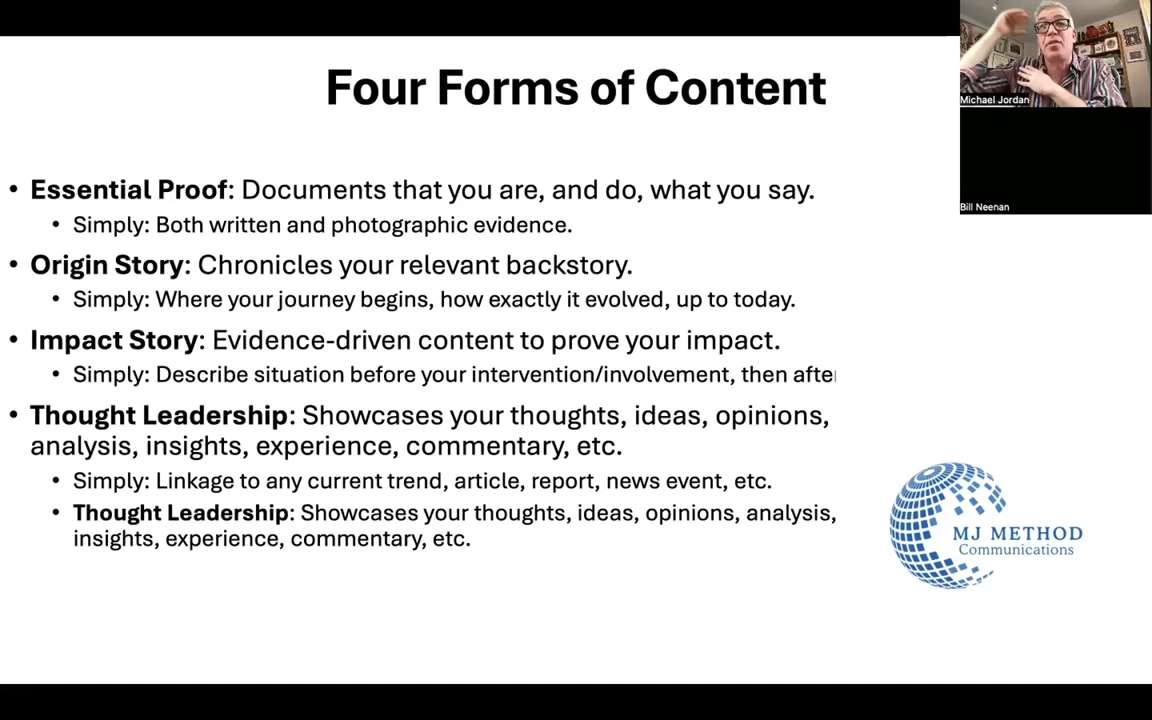 Four Forms of Content
• Essential Proof: Documents that you are, and do, what you say.
• Simply: Both written and photographic evidence.
• Origin Story: Chronicles your relevant backstory.
• Simply: Where your journey begins, how exactly it evolved, up to today.
• Impact Story: Evidence-driven content to prove your impact.
• Simply: Describe situation before your intervention/involvement, then after
• Thought Leadership: Showcases your thoughts, ideas, opinions,
analysis, insights, experience, commentary, etc.
• Simply: Linkage to any current trend, article, report, news event, etc.
• Thought Leadership: Showcases your thoughts, ideas, opinions, analysis,
insights, experience, commentary, etc.
MJ METHOD
Communications
Michael Jordan
Bill Neenan